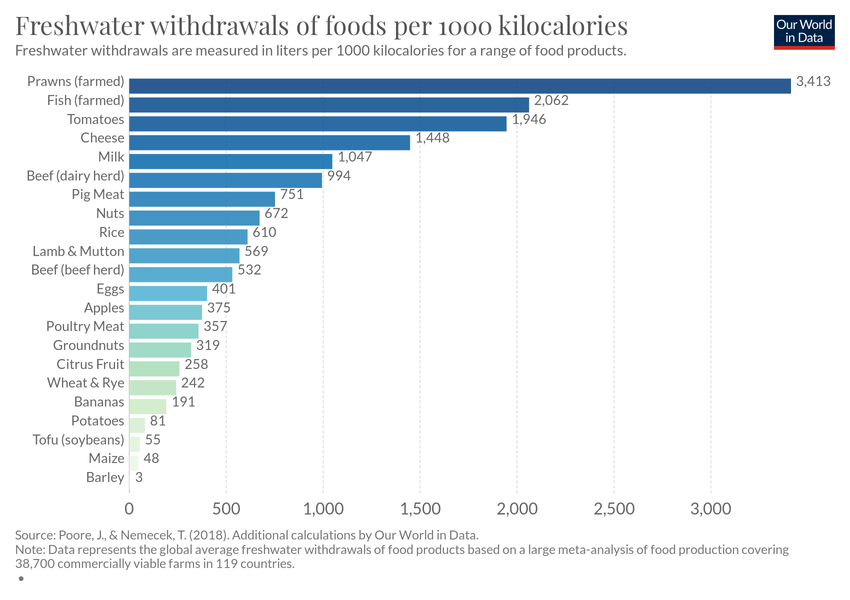 Freshwater withdrawals of foods per 1000 kilocalories
Freshwater withdrawals are measured in liters per 1000 kilocalories for a range of food products.
Our World
in Data
Prawns (farmed) 3,413
Fish (farmed) 2,062
Tomatoes 1,946
Cheese 1,448
Milk 1,047
Beef (dairy herd) 994
Pig Meat 751
Nuts 672
Rice 610
Lamb & Mutton 569
Beef (beef herd) 532
Eggs 401
Apples 375
Poultry Meat 357
Groundnuts 319
Citrus Fruit 258
Wheat & Rye 242
Bananas 191
Potatoes 81
Tofu (soybeans) 55
Maize 48
Barley 3
0 500 1,000 1,500 2,000 2,500 3,000
Source: Poore, J., & Nemecek, T. (2018). Additional calculations by Our World in Data.
Note: Data represents the global average freshwater withdrawals of food products based on a large meta-analysis of food production covering
38,700 commercially viable farms in 119 countries.
•